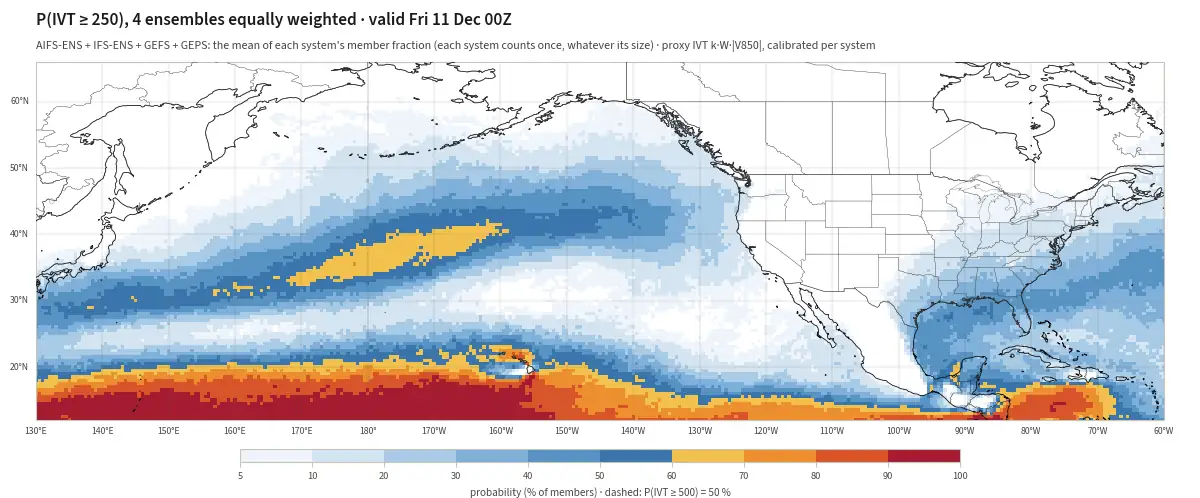 P(IVT ≥ 250), 4 ensembles equally weighted · valid Fri 11 Dec 00Z
AIFS-ENS + IFS-ENS + GEFS + GEPS: the mean of each system's member fraction (each system counts once, whatever its size) · proxy IVT k·W·|V850|, calibrated per system
60°N
50°N
40°N
30°N
20°N
130°E 140°E 150°E 160°E 170°E 180° 170°W 160°W 150°W 140°W 130°W 120°W 110°W 100°W 90°W 80°W 70°W 60°W
5 10 20 30 40 50 60 70 80 90 100
probability (% of members) · dashed: P(IVT ≥ 500) = 50 %